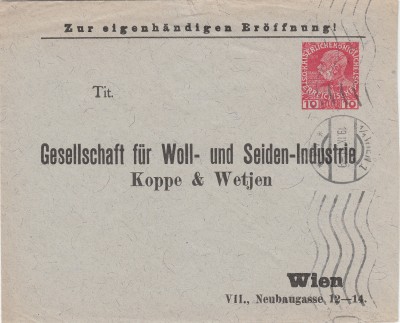 Zur eigenhändigen Eröffnung!
10 10
Tit.
Gesellschaft für Woll- und Seiden-Industrie
Koppe & Wetjen
Wien
VII., Neubaugasse 12—14.